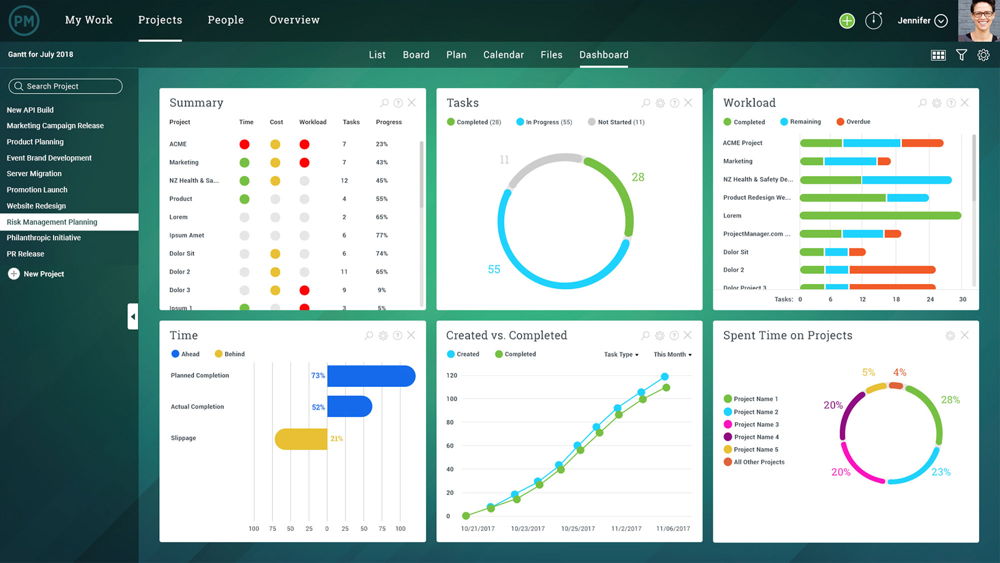 PM
My Work Projects People Overview
Jennifer
Gantt for July 2018
List Board Plan Calendar Files Dashboard
Search Project
New API Build
Marketing Campaign Release
Product Planning
Event Brand Development
Server Migration
Promotion Launch
Website Redesign
Risk Management Planning
Philanthropic Initiative
PR Release
New Project
Summary
Project Time Cost Workload Tasks Progress
ACME 7 23%
Marketing 7 43%
NZ Health & Sa... 12 45%
Product 4 55%
Lorem 2 65%
Ipsum Amet 6 77%
Dolor Sit 6 74%
Dolor 2 11 65%
Dolor 3 9 9%
Ipsum 1 3 5%
Tasks
Completed (28) In Progress (55) Not Started (11)
11
28
55
Workload
Completed Remaining Overdue
ACME Project
Marketing
NZ Health & Safety De...
Product Redesign We...
Lorem
ProjectManager.com ...
Dolor Sit
Dolor 2
Dolor Project 3
Tasks: 0 6 12 18 24 30
Time
Ahead Behind
Planned Completion 73%
Actual Completion 52%
Slippage 21%
100 75 50 25 0 25 50 75 100
Created vs. Completed
Created Completed Task Type This Month
120
100
80
60
40
20
0
10/21/2017 10/23/2017 10/25/2017 11/2/2017 11/06/2017
Spent Time on Projects
5% 4%
20% 28%
20% 23%
Project Name 1
Project Name 2
Project Name 3
Project Name 4
Project Name 5
All Other Projects